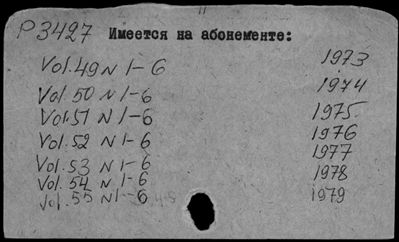 Р3427 Имеется на абонементе:
Vol. 49 N 1-6 1973
Vol. 50 N 1-6 1974
Vol. 51 N 1-6 1975
Vol. 52 N 1-6 1976
Vol. 53 N 1-6 1977
Vol. 54 N 1-6 1978
Vol. 55 N 1-6 1979